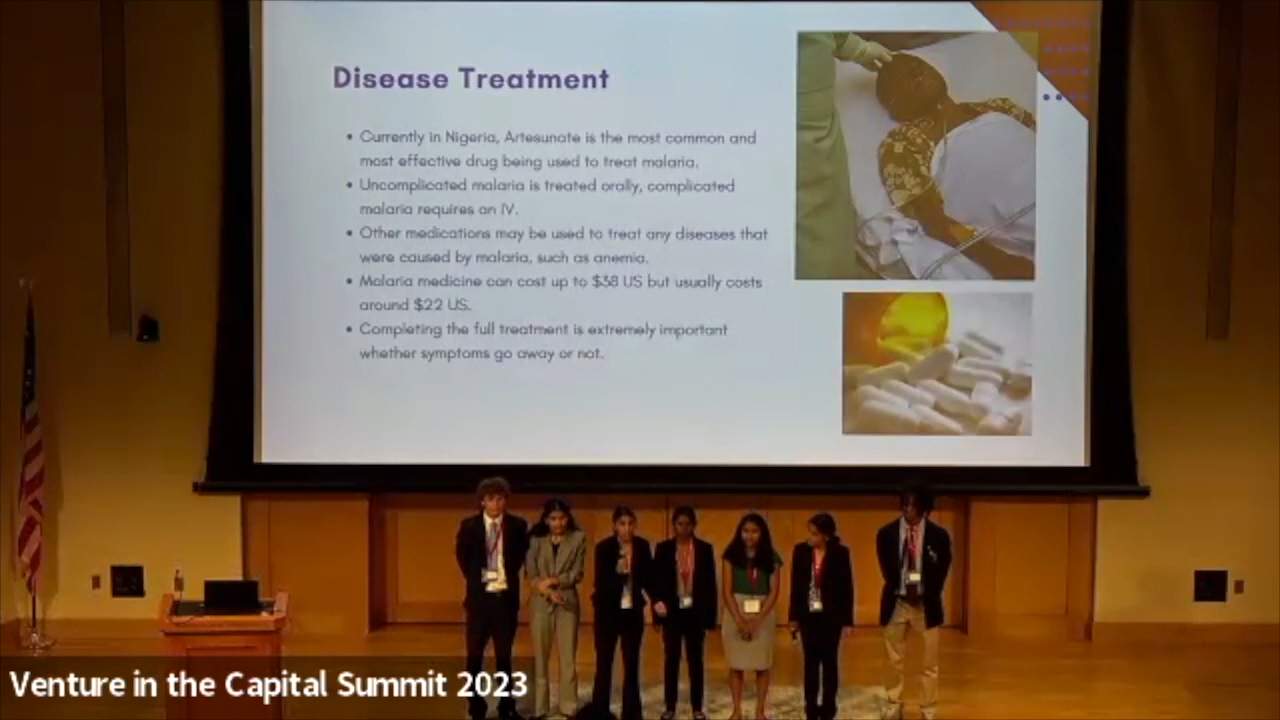 Disease Treatment
• Currently in Nigeria, Artesunate is the most common and
most effective drug being used to treat malaria.
• Uncomplicated malaria is treated orally, complicated
malaria requires an IV.
• Other medications may be used to treat any diseases that
were caused by malaria, such as anemia.
• Malaria medicine can cost up to $38 US but usually costs
around $22 US.
• Completing the full treatment is extremely important
whether symptoms go away or not.
Venture in the Capital Summit 2023